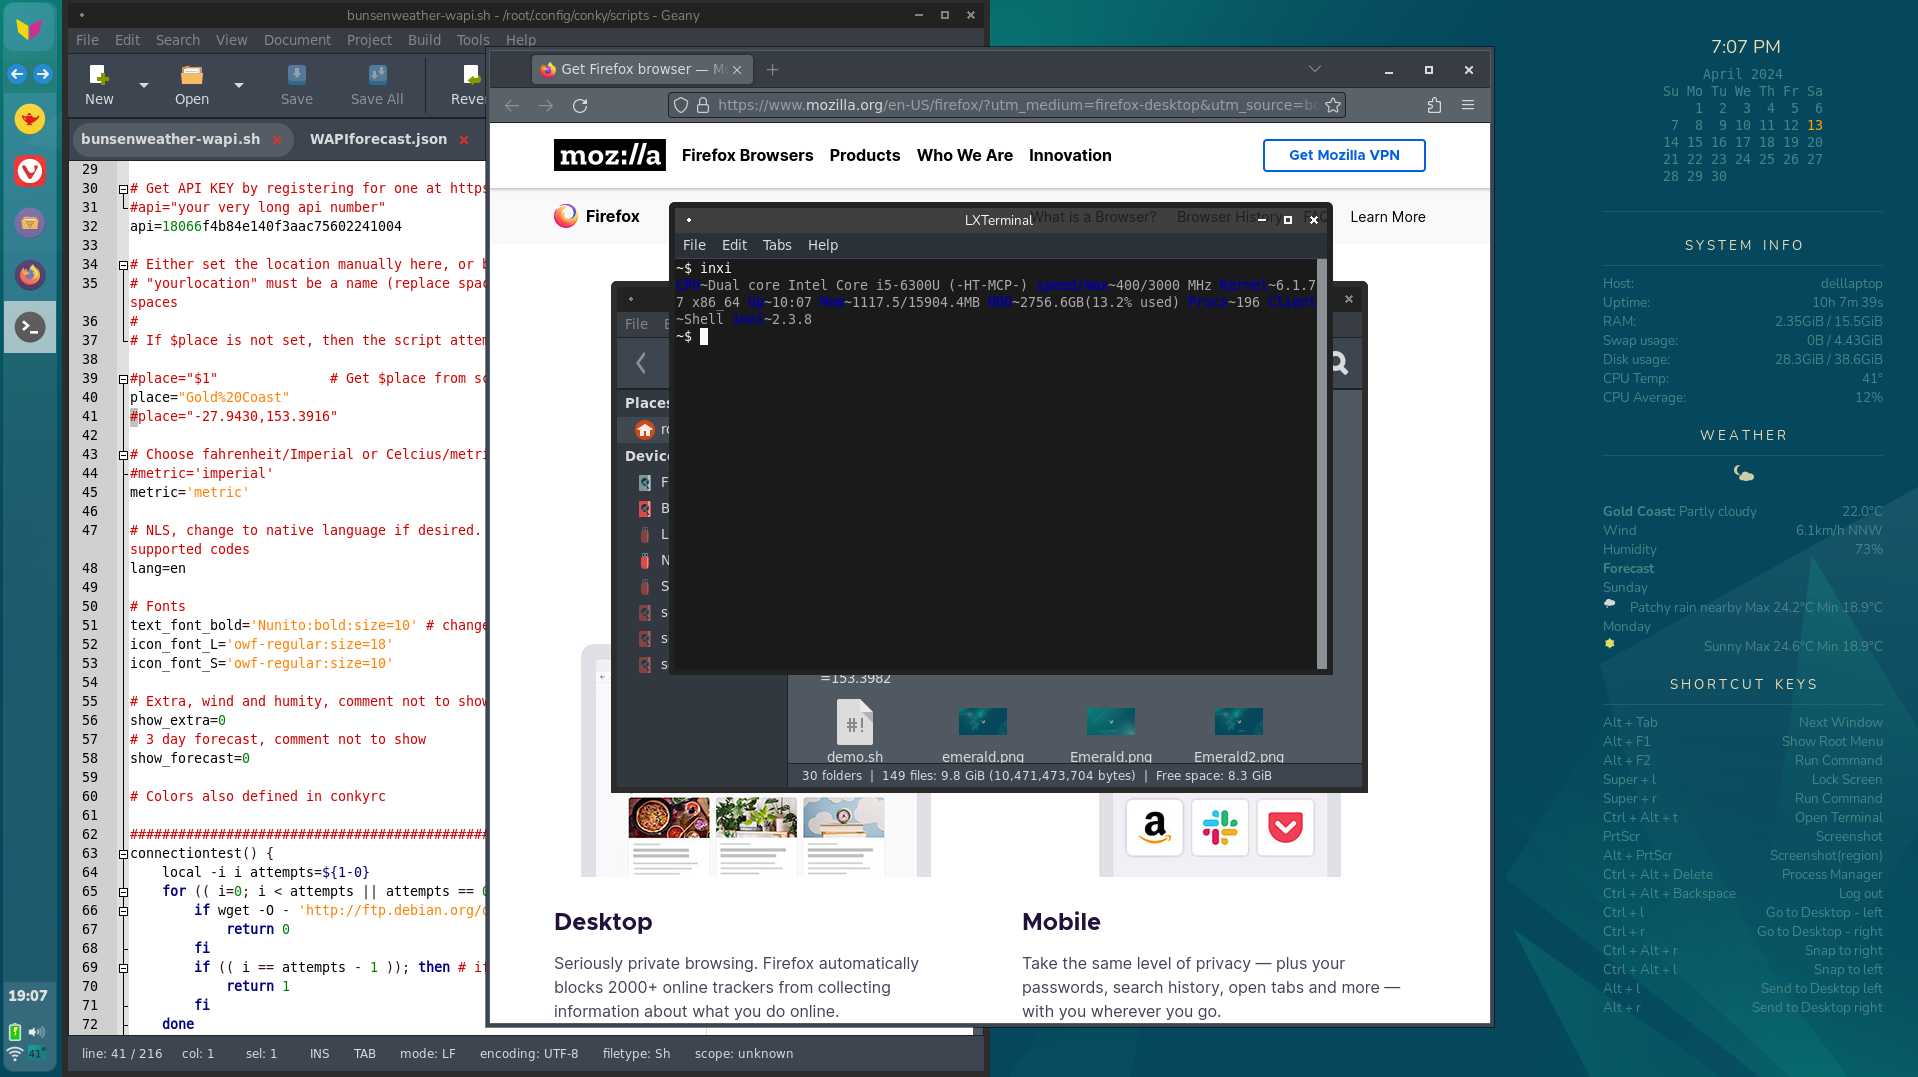 bunsenweather-wapi.sh - /root/.config/conky/scripts - Geany
File Edit Search View Document Project Build Tools Help
New Open Save Save All Reve
bunsenweather-wapi.sh WAPIforecast.json
29
30 # Get API KEY by registering for one at https
31 #api="your very long api number"
32 api=18066f4b84e140f3aac75602241004
33
34 # Either set the location manually here, or b
35 # "yourlocation" must be a name (replace spac
spaces
36 #
37 # If $place is not set, then the script attem
38
39 #place="$1" # Get $place from sc
40 place="Gold%20Coast"
41 #place="-27.9430,153.3916"
42
43 # Choose fahrenheit/Imperial or Celcius/metri
44 #metric='imperial'
45 metric='metric'
46
47 # NLS, change to native language if desired.
supported codes
48 lang=en
49
50 # Fonts
51 text_font_bold='Nunito:bold:size=10' # change
52 icon_font_L='owf-regular:size=18'
53 icon_font_S='owf-regular:size=10'
54
55 # Extra, wind and humity, comment not to show
56 show_extra=0
57 # 3 day forecast, comment not to show
58 show_forecast=0
59
60 # Colors also defined in conkyrc
61
62 #############################################
63 connectiontest() {
64 local -i i attempts=${1-0}
65 for (( i=0; i < attempts || attempts == 0
66 if wget -O - 'http://ftp.debian.org/
67 return 0
68 fi
69 if (( i == attempts - 1 )); then # if
70 return 1
71 fi
72 done
line: 41 / 216 col: 1 sel: 1 INS TAB mode: LF encoding: UTF-8 filetype: Sh scope: unknown
19:07
41°
Get Firefox browser — Mo
https://www.mozilla.org/en-US/firefox/?utm_medium=firefox-desktop&utm_source=bo
moz://a Firefox Browsers Products Who We Are Innovation Get Mozilla VPN
Firefox What is a Browser? Browser History FAQ Learn More
LXTerminal
File Edit Tabs Help
~$ inxi
CPU~Dual core Intel Core i5-6300U (-HT-MCP-) speed/max~400/3000 MHz Kernel~6.1.7
7 x86_64 Up~10:07 Mem~1117.5/15904.4MB HDD~2756.6GB(13.2% used) Procs~196 Client
~Shell inxi~2.3.8
~$
File E
Places
ro
Device
F
B
L
N
S
s
s
s
=153.3982
#!
demo.sh emerald.png Emerald.png Emerald2.png
30 folders | 149 files: 9.8 GiB (10,471,473,704 bytes) | Free space: 8.3 GiB
Desktop
Seriously private browsing. Firefox automatically
blocks 2000+ online trackers from collecting
information about what you do online.
Mobile
Take the same level of privacy — plus your
passwords, search history, open tabs and more —
with you wherever you go.
7:07 PM
April 2024
Su Mo Tu We Th Fr Sa
1 2 3 4 5 6
7 8 9 10 11 12 13
14 15 16 17 18 19 20
21 22 23 24 25 26 27
28 29 30
SYSTEM INFO
Host: delllaptop
Uptime: 10h 7m 39s
RAM: 2.35GiB / 15.5GiB
Swap usage: 0B / 4.43GiB
Disk usage: 28.3GiB / 38.6GiB
CPU Temp: 41°
CPU Average: 12%
WEATHER
Gold Coast: Partly cloudy 22.0°C
Wind 6.1km/h NNW
Humidity 73%
Forecast
Sunday
Patchy rain nearby Max 24.2°C Min 18.9°C
Monday
Sunny Max 24.6°C Min 18.9°C
SHORTCUT KEYS
Alt + Tab Next Window
Alt + F1 Show Root Menu
Alt + F2 Run Command
Super + l Lock Screen
Super + r Run Command
Ctrl + Alt + t Open Terminal
PrtScr Screenshot
Alt + PrtScr Screenshot(region)
Ctrl + Alt + Delete Process Manager
Ctrl + Alt + Backspace Log out
Ctrl + l Go to Desktop - left
Ctrl + r Go to Desktop - right
Ctrl + Alt + r Snap to right
Ctrl + Alt + l Snap to left
Alt + l Send to Desktop left
Alt + r Send to Desktop right